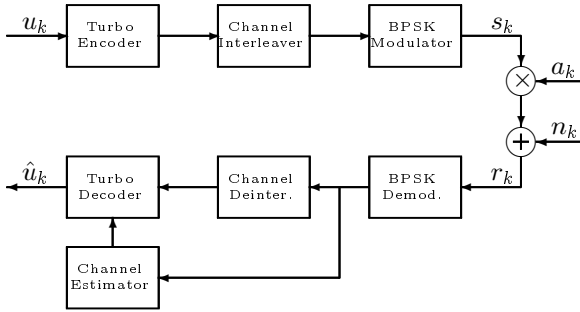 u_k
Turbo
Encoder
Channel
Interleaver
BPSK
Modulator
s_k
×
a_k
+
n_k
û_k
Turbo
Decoder
Channel
Deinter.
BPSK
Demod.
r_k
Channel
Estimator